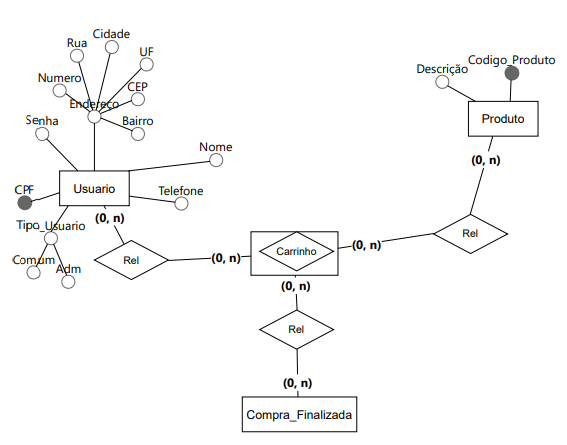 Cidade
Rua
UF
Codigo_Produto
Descrição
Numero
CEP
Endereço
Senha
Bairro
Produto
Nome
(0, n)
CPF
Usuario
Telefone
(0, n)
Tipo_Usuario
Rel
(0, n)
Carrinho
Comum
Rel
(0, n)
Adm
(0, n)
Rel
(0, n)
Compra_Finalizada